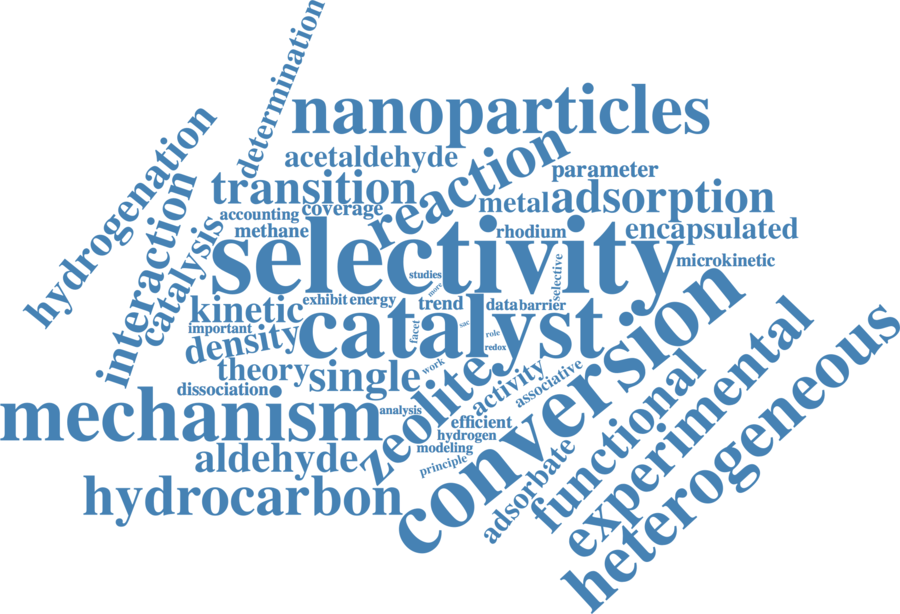 determination
nanoparticles
hydrogenation
acetaldehyde
reaction
parameter
transition
interaction
metal
adsorption
accounting
coverage
catalysis
methane
rhodium
encapsulated
selectivity
selective
microkinetic
studies
more
exhibit
energy
trend
data
barrier
kinetic
catalyst
conversion
important
density
facet
sac
role
redox
theory
single
work
zeolite
activity
associative
dissociation
mechanism
analysis
efficient
hydrogen
modeling
principle
aldehyde
hydrocarbon
adsorbate
functional
experimental
heterogeneous